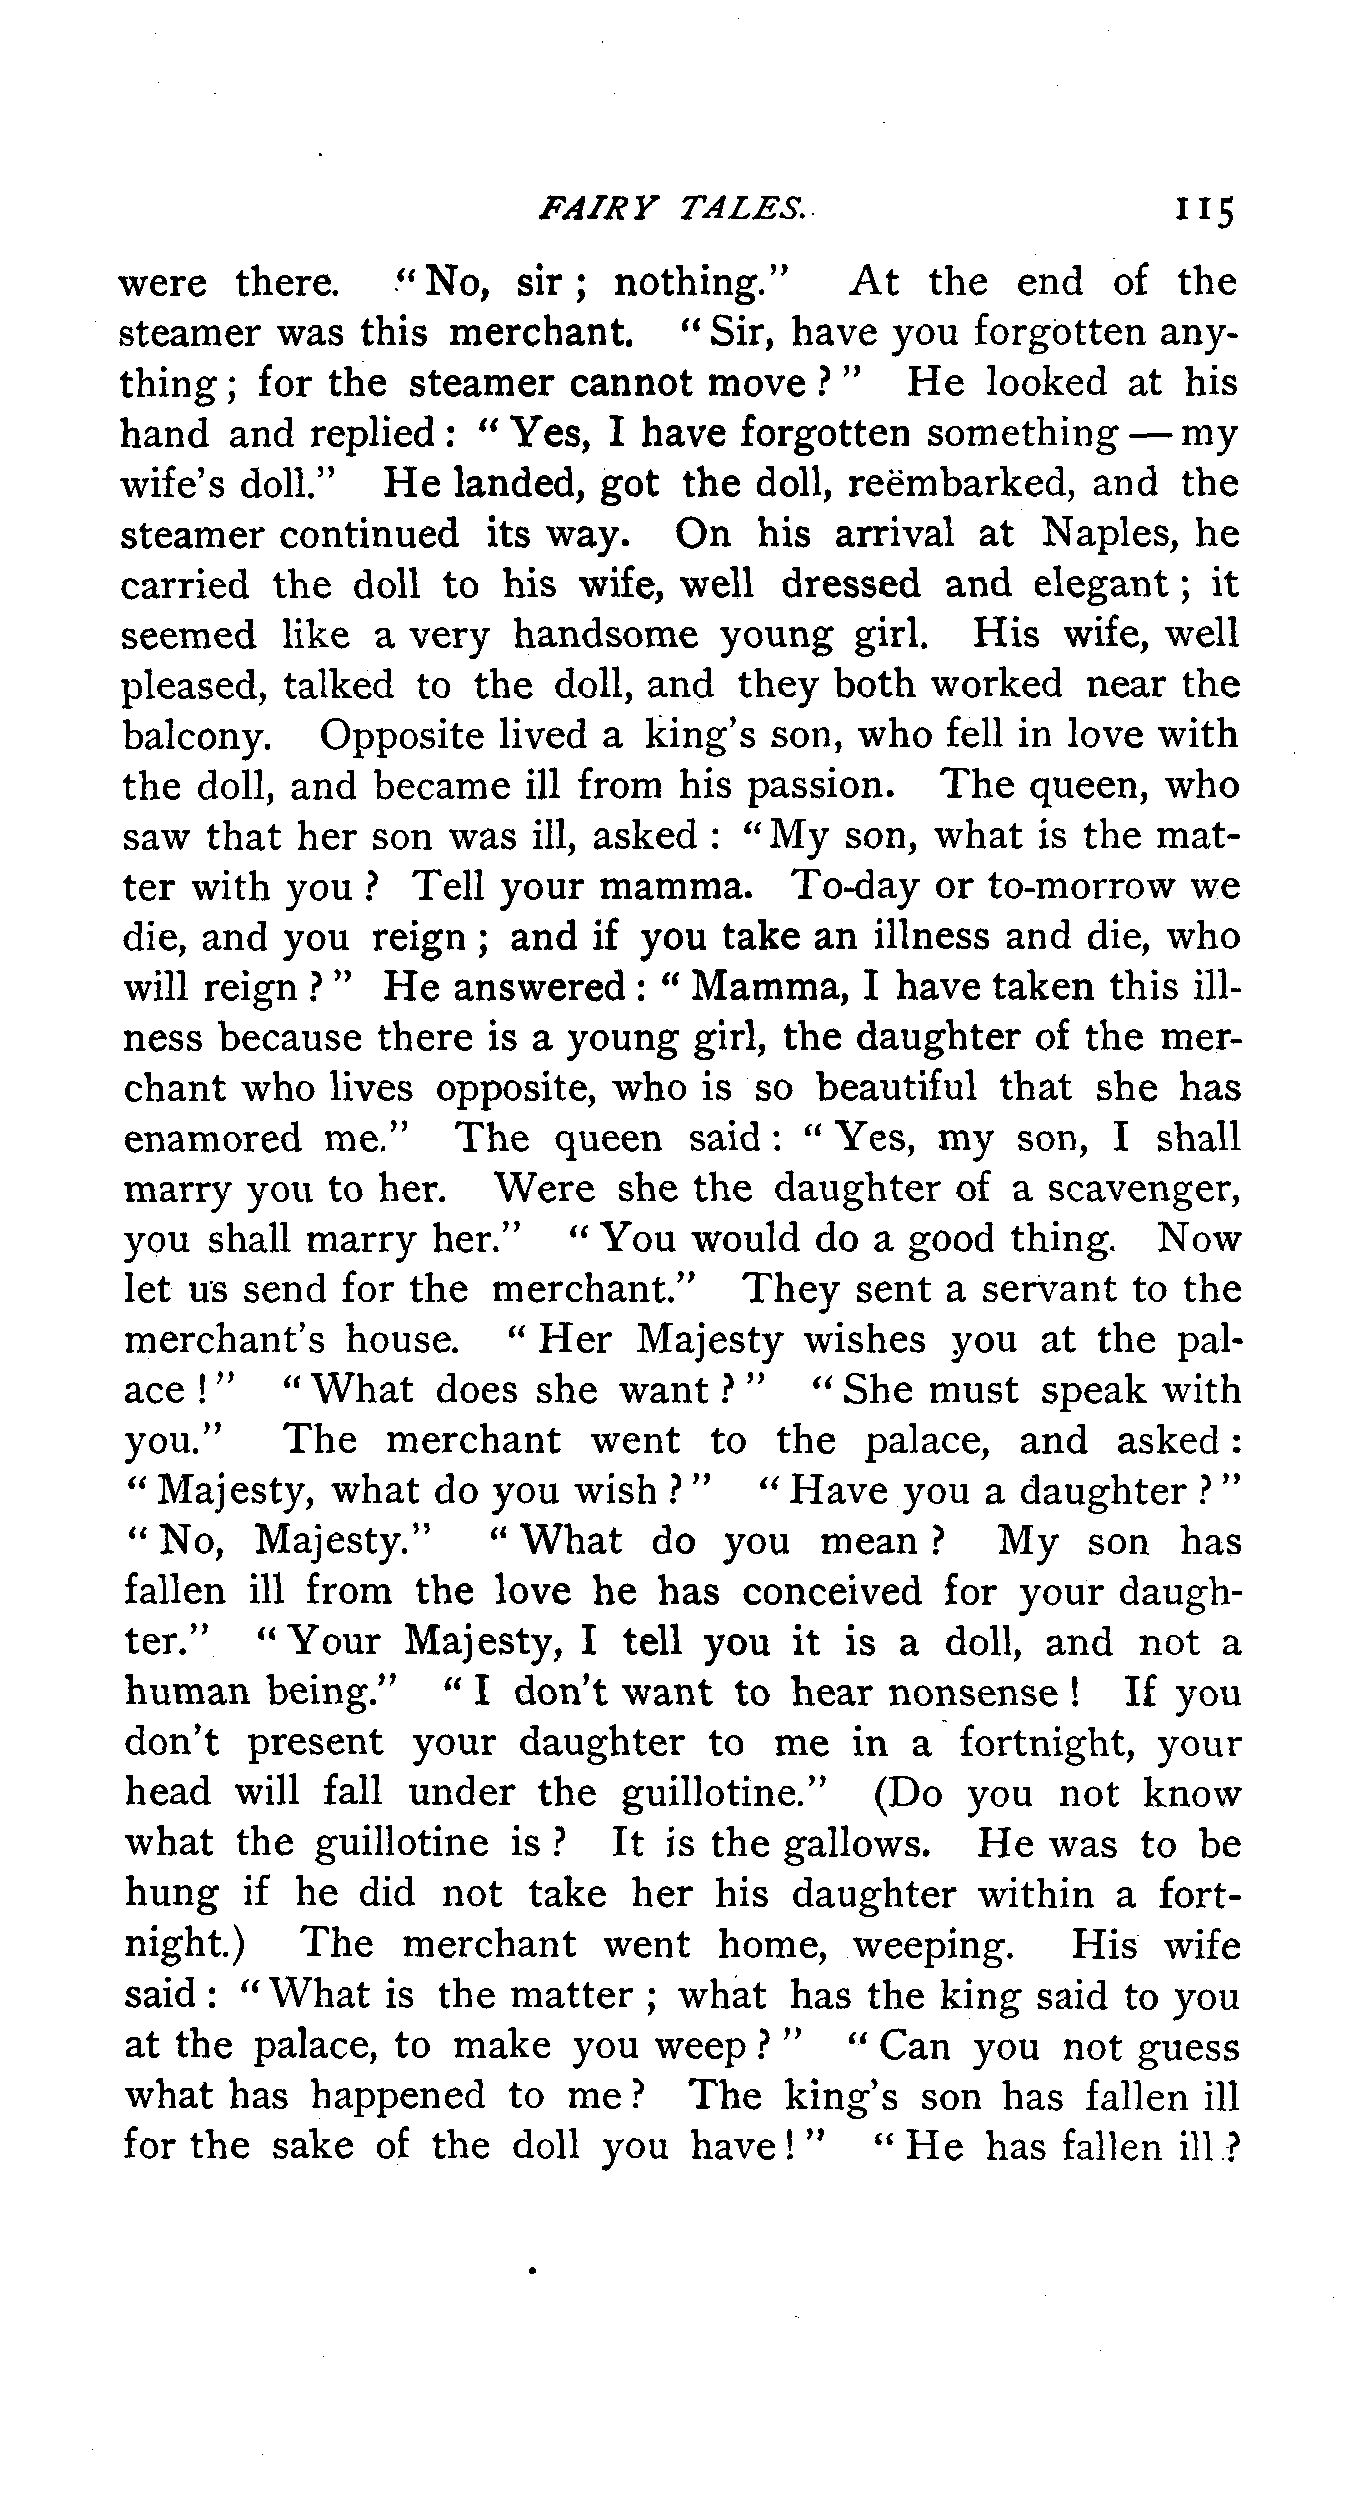 FAIRY TALES. 115
were there. "No, sir; nothing." At the end of the
steamer was this merchant. "Sir, have you forgotten any-
thing; for the steamer cannot move?" He looked at his
hand and replied: "Yes, I have forgotten something — my
wife's doll." He landed, got the doll, reëmbarked, and the
steamer continued its way. On his arrival at Naples, he
carried the doll to his wife, well dressed and elegant; it
seemed like a very handsome young girl. His wife, well
pleased, talked to the doll, and they both worked near the
balcony. Opposite lived a king's son, who fell in love with
the doll, and became ill from his passion. The queen, who
saw that her son was ill, asked: "My son, what is the mat-
ter with you? Tell your mamma. To-day or to-morrow we
die, and you reign; and if you take an illness and die, who
will reign?" He answered: "Mamma, I have taken this ill-
ness because there is a young girl, the daughter of the mer-
chant who lives opposite, who is so beautiful that she has
enamored me." The queen said: "Yes, my son, I shall
marry you to her. Were she the daughter of a scavenger,
you shall marry her." "You would do a good thing. Now
let us send for the merchant." They sent a servant to the
merchant's house. "Her Majesty wishes you at the pal-
ace!" "What does she want?" "She must speak with
you." The merchant went to the palace, and asked:
"Majesty, what do you wish?" "Have you a daughter?"
"No, Majesty." "What do you mean? My son has
fallen ill from the love he has conceived for your daugh-
ter." "Your Majesty, I tell you it is a doll, and not a
human being." "I don't want to hear nonsense! If you
don't present your daughter to me in a fortnight, your
head will fall under the guillotine." (Do you not know
what the guillotine is? It is the gallows. He was to be
hung if he did not take her his daughter within a fort-
night.) The merchant went home, weeping. His wife
said: "What is the matter; what has the king said to you
at the palace, to make you weep?" "Can you not guess
what has happened to me? The king's son has fallen ill
for the sake of the doll you have!" "He has fallen ill?